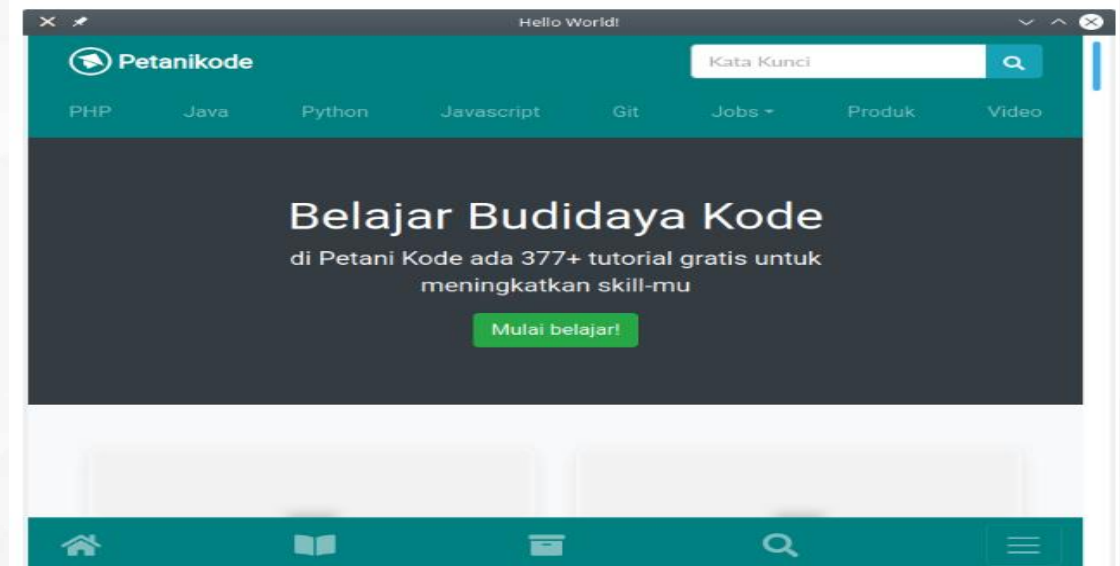 Hello World!
Petanikode
Kata Kunci
PHP Java Python Javascript Git Jobs Produk Video
Belajar Budidaya Kode
di Petani Kode ada 377+ tutorial gratis untuk
meningkatkan skill-mu
Mulai belajar!